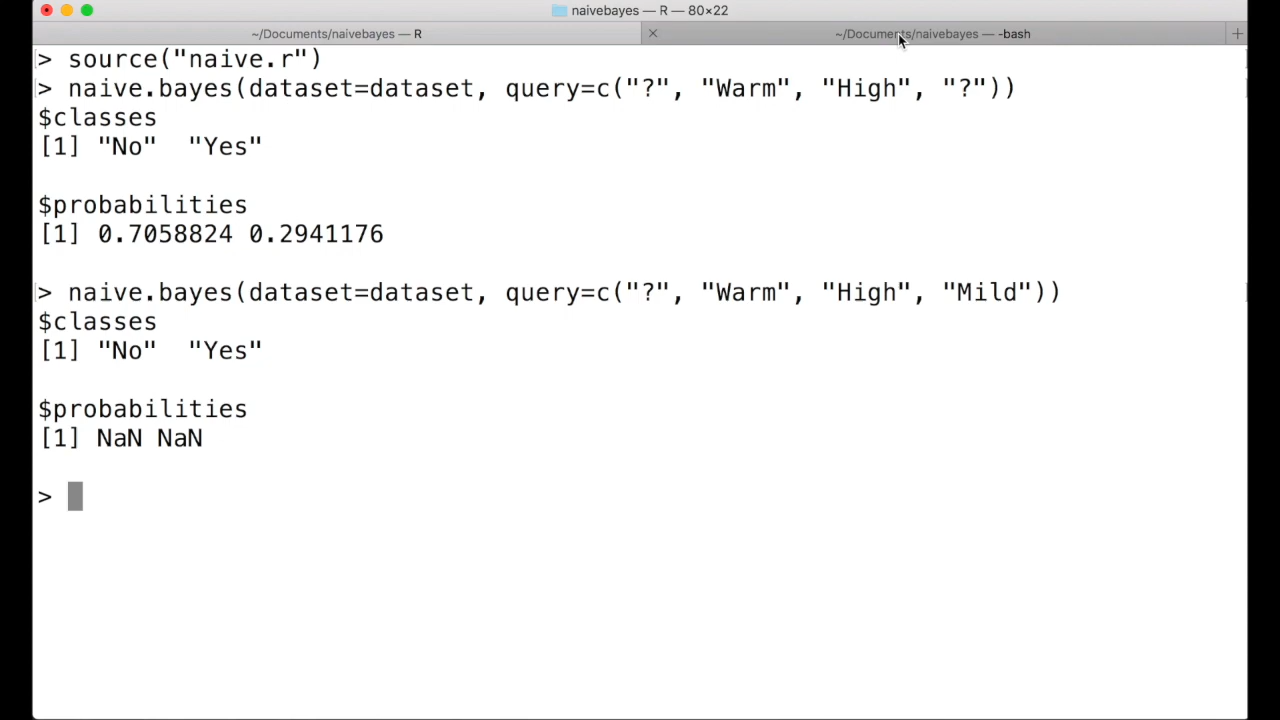 naivebayes — R — 80×22
~/Documents/naivebayes — R
~/Documents/naivebayes — -bash
> source("naive.r")
> naive.bayes(dataset=dataset, query=c("?", "Warm", "High", "?"))
$classes
[1] "No"  "Yes"
$probabilities
[1] 0.7058824 0.2941176
> naive.bayes(dataset=dataset, query=c("?", "Warm", "High", "Mild"))
$classes
[1] "No"  "Yes"
$probabilities
[1] NaN NaN
>